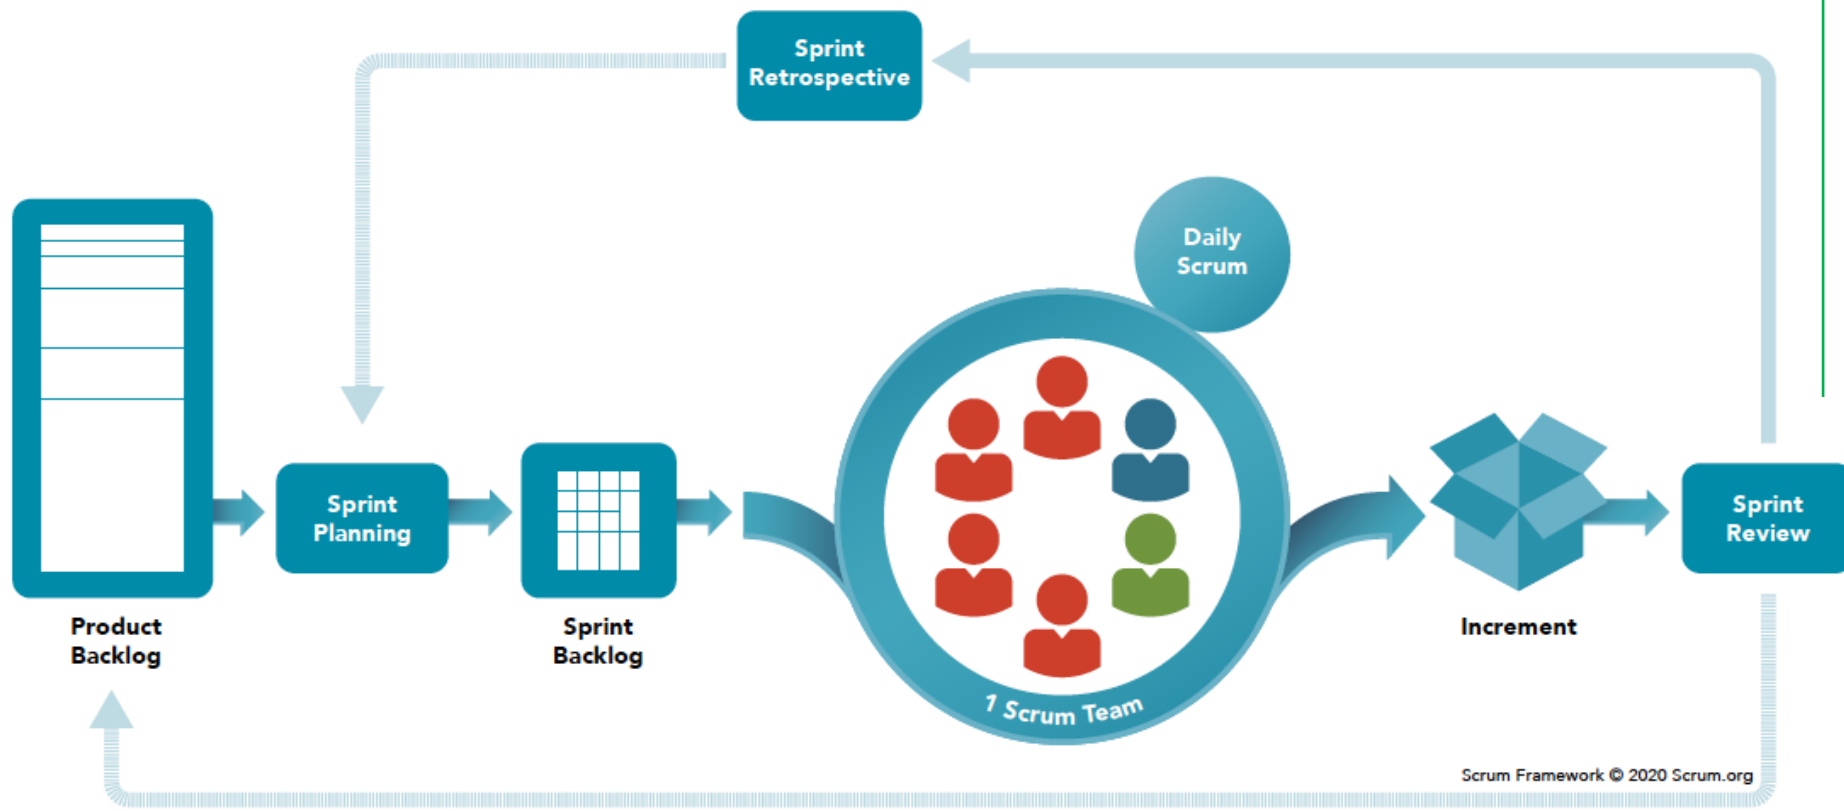 Sprint
Retrospective
Daily
Scrum
Sprint
Planning
Sprint
Review
Product
Backlog
Sprint
Backlog
Increment
1 Scrum Team
Scrum Framework © 2020 Scrum.org